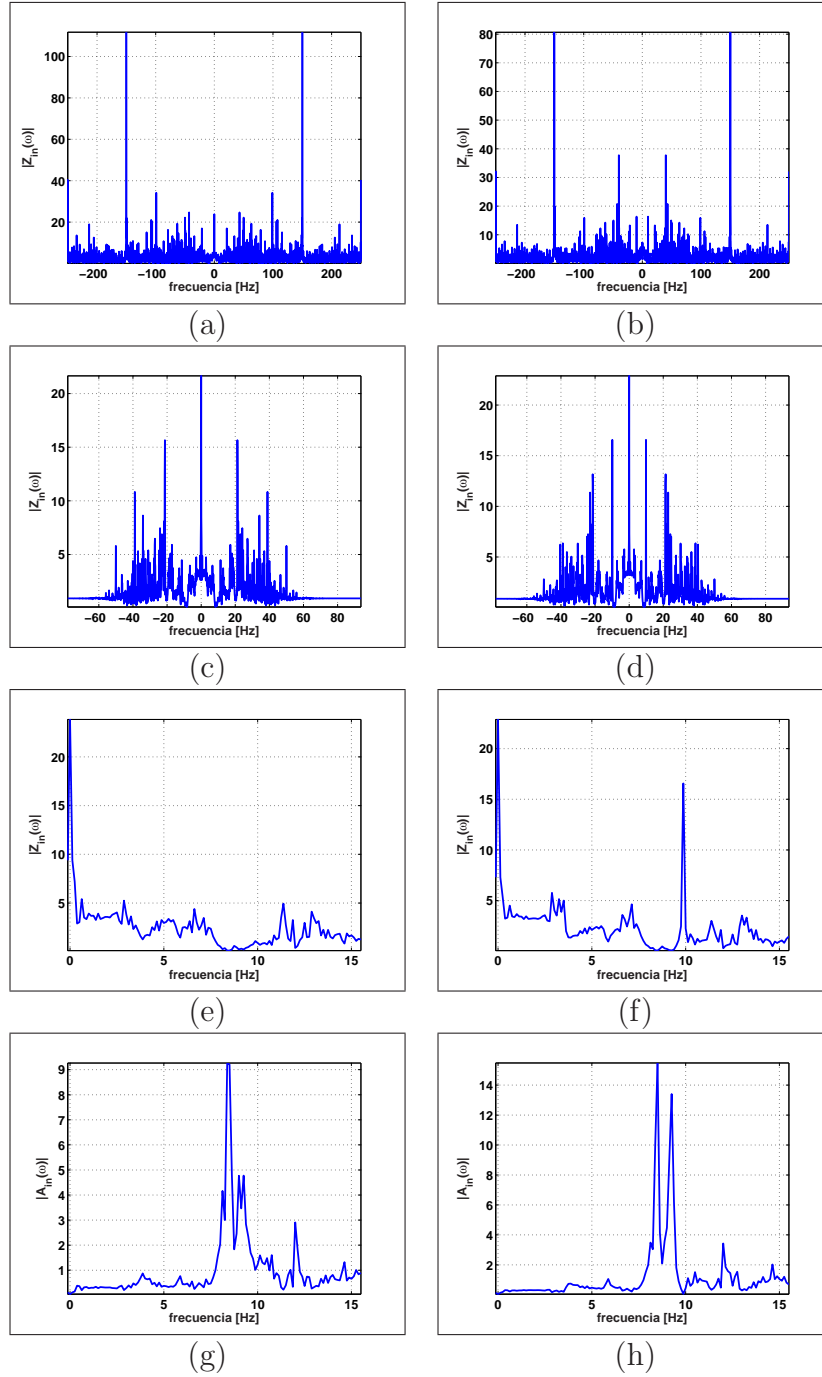 100
80
60
40
20
−200 −100 0 100 200
|Z_in(ω)|
frecuencia [Hz]
(a)
80
70
60
50
40
30
20
10
−200 −100 0 100 200
|Z_in(ω)|
frecuencia [Hz]
(b)
20
15
10
5
−60 −40 −20 0 20 40 60 80
|Z_in(ω)|
frecuencia [Hz]
(c)
20
15
10
5
−60 −40 −20 0 20 40 60 80
|Z_in(ω)|
frecuencia [Hz]
(d)
20
15
10
5
0 5 10 15
|Z_in(ω)|
frecuencia [Hz]
(e)
20
15
10
5
0 5 10 15
|Z_in(ω)|
frecuencia [Hz]
(f)
9
8
7
6
5
4
3
2
1
0 5 10 15
|A_in(ω)|
frecuencia [Hz]
(g)
14
12
10
8
6
4
2
0 5 10 15
|A_in(ω)|
frecuencia [Hz]
(h)